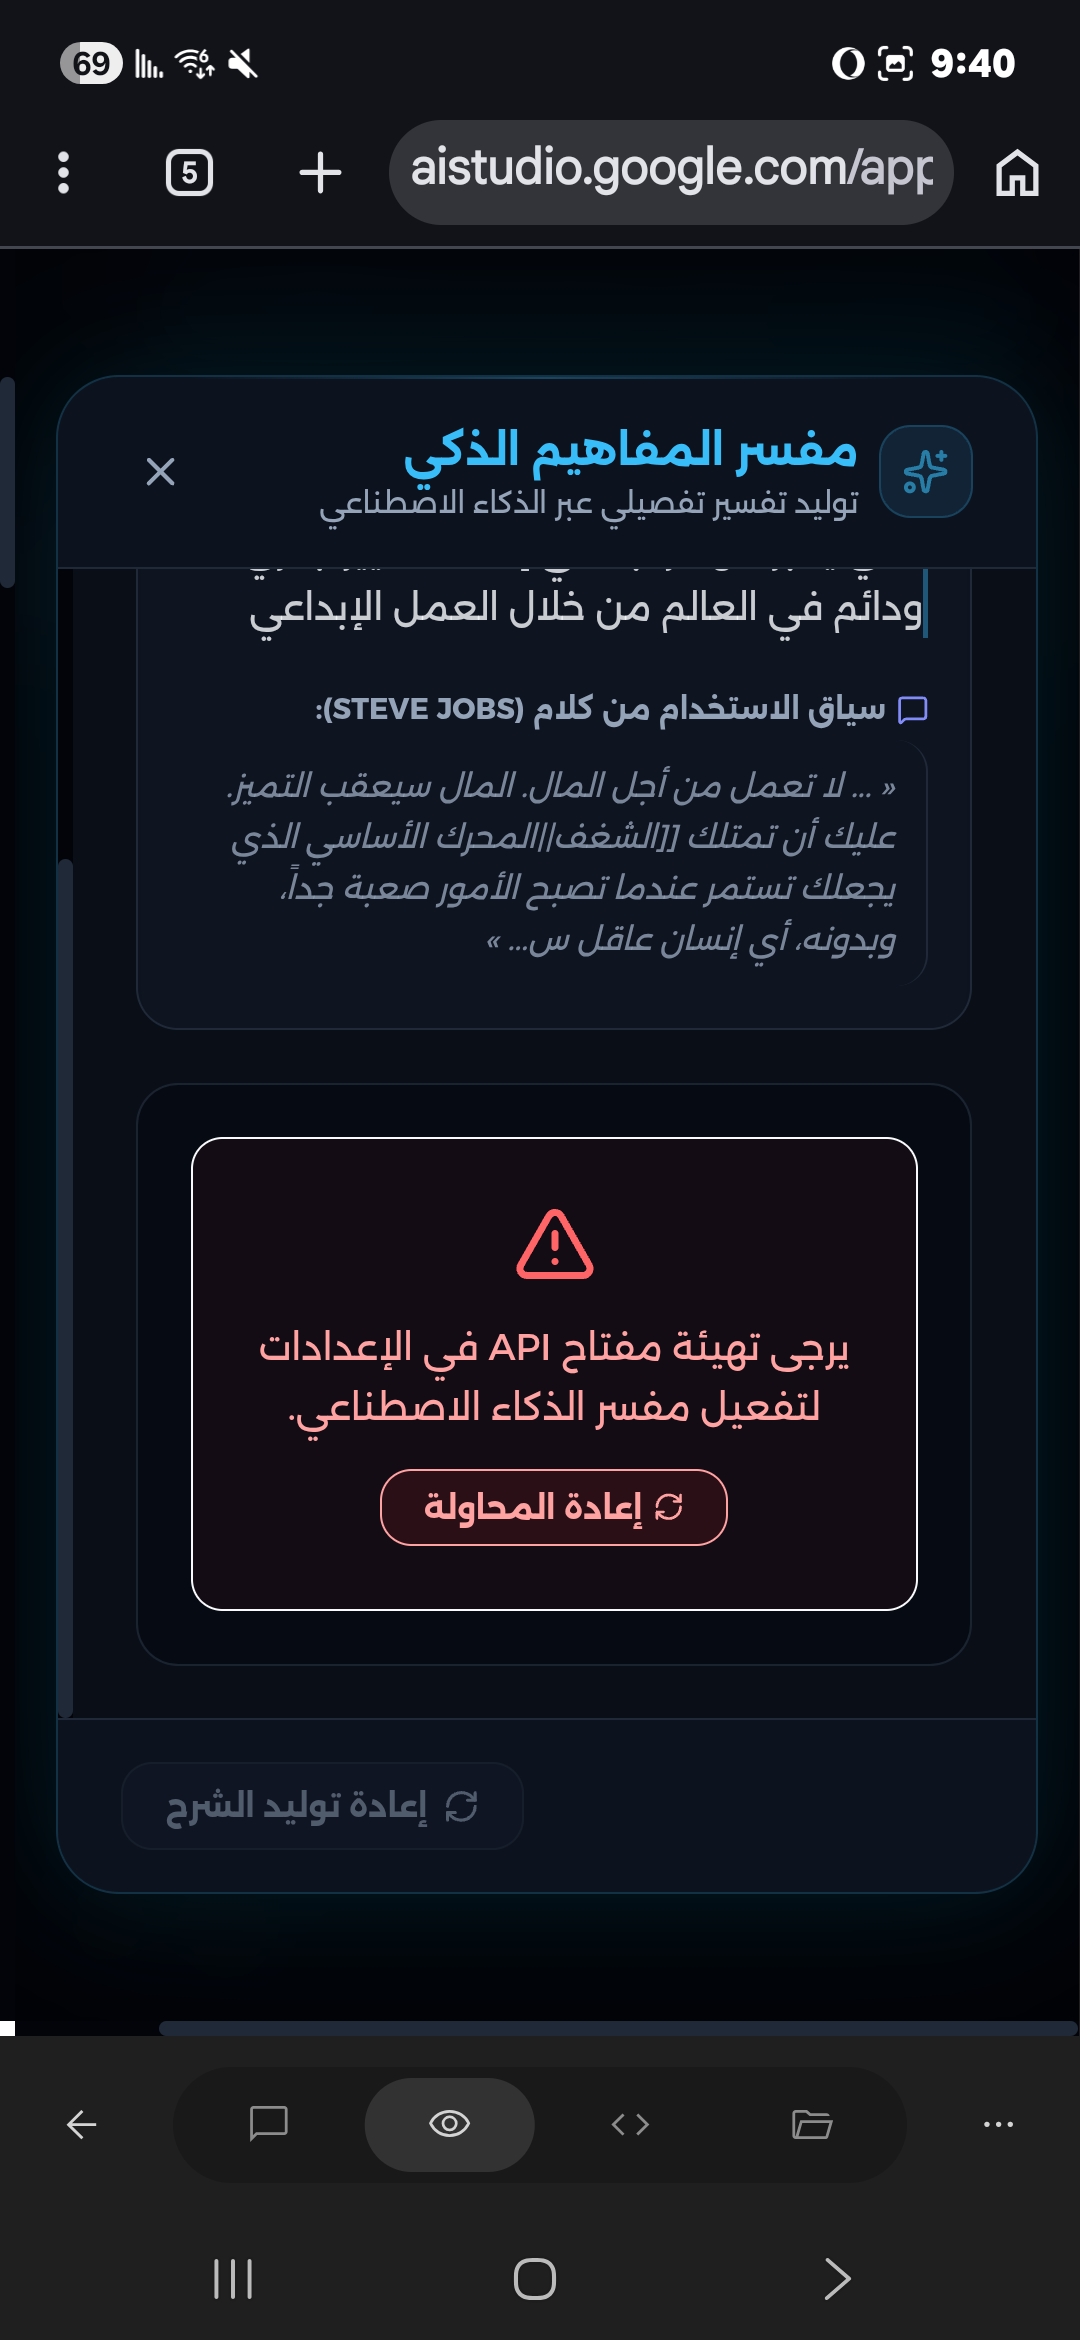 69
9:40
5
aistudio.google.com/app
مفسر المفاهيم الذكي
توليد تفسير تفصيلي عبر الذكاء الاصطناعي
ودائم في العالم من خلال العمل الإبداعي
سياق الاستخدام من كلام (STEVE JOBS):
» ... لا تعمل من أجل المال. المال سيعقب التميز.
عليك أن تمتلك [[الشغف||المحرك الأساسي الذي
يجعلك تستمر عندما تصبح الأمور صعبة جداً،
وبدونه، أي إنسان عاقل س... «
يرجى تهيئة مفتاح API في الإعدادات
لتفعيل مفسر الذكاء الاصطناعي.
إعادة المحاولة
إعادة توليد الشرح